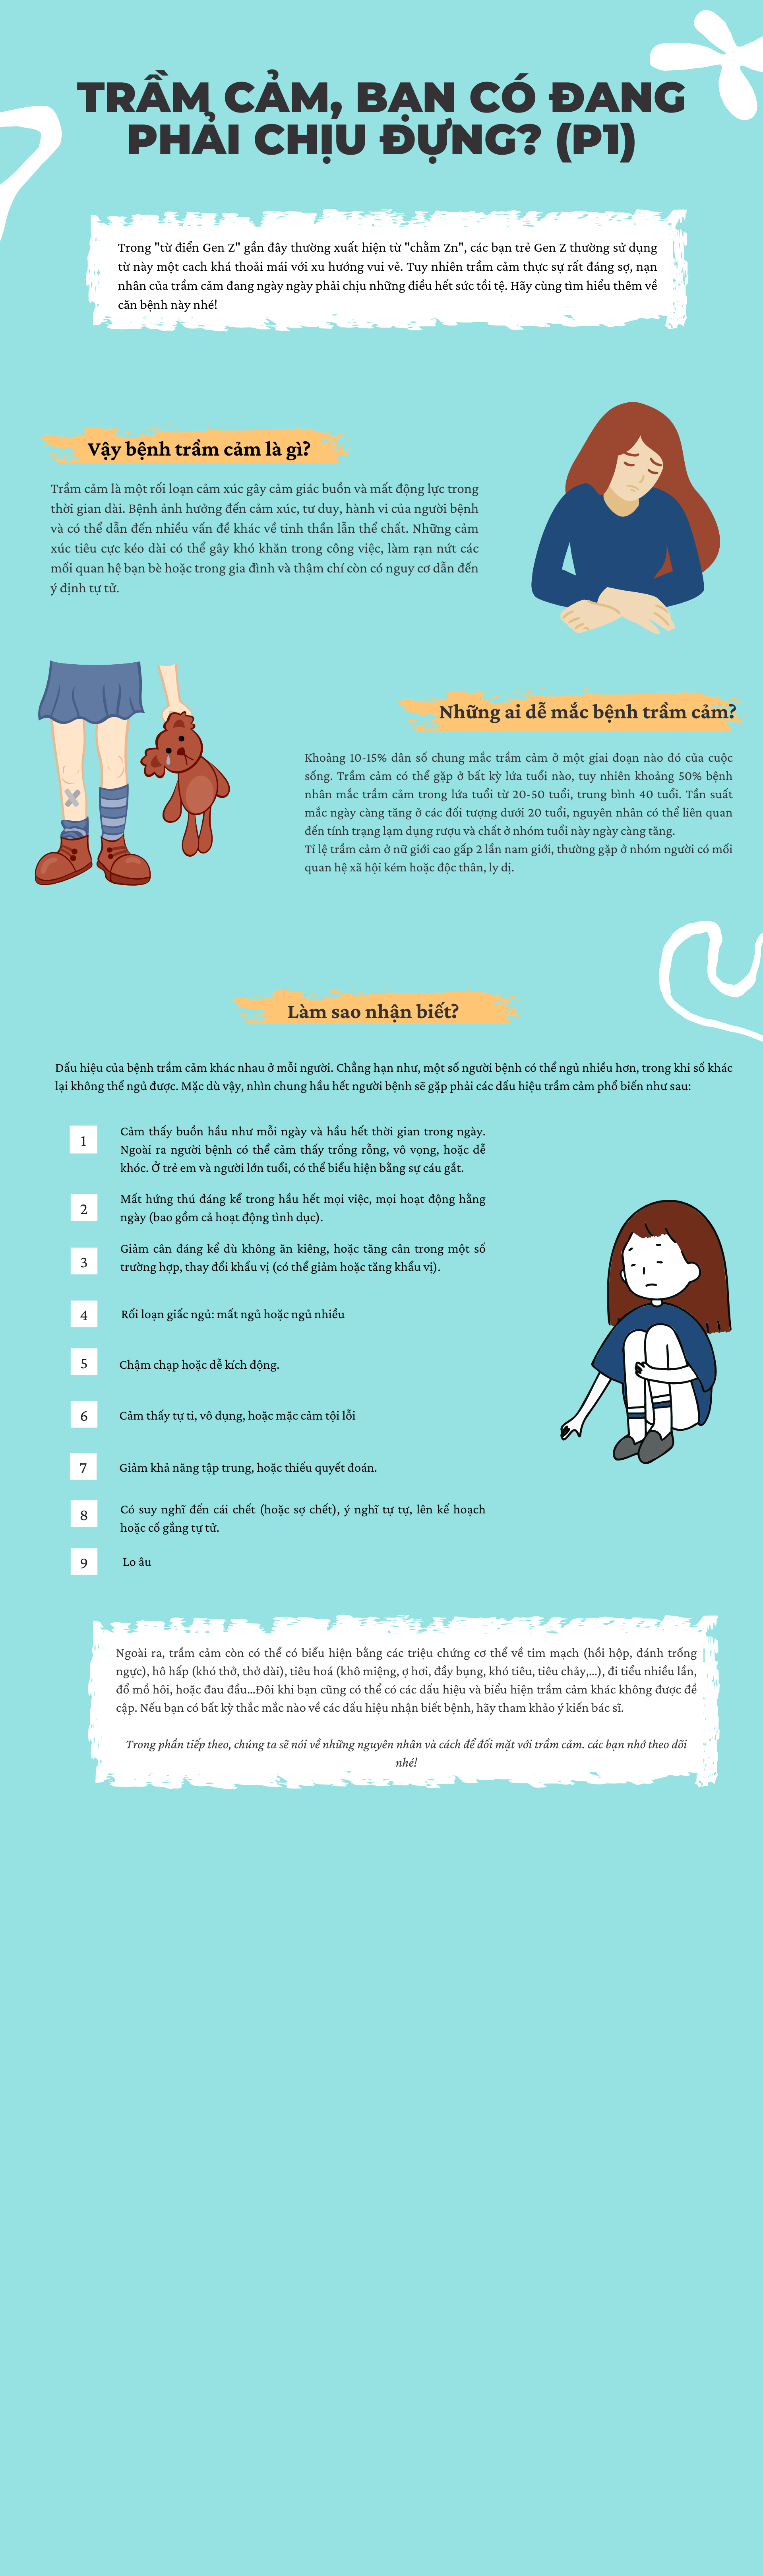 TRẦM CẢM, BẠN CÓ ĐANG
PHẢI CHỊU ĐỰNG? (P1)
Trong "từ điển Gen Z" gần đây thường xuất hiện từ "chằm Zn", các bạn trẻ Gen Z thường sử dụng
từ này một cach khá thoải mái với xu hướng vui vẻ. Tuy nhiên trầm cảm thực sự rất đáng sợ, nạn
nhân của trầm cảm đang ngày ngày phải chịu những điều hết sức tồi tệ. Hãy cùng tìm hiểu thêm về
căn bệnh này nhé!
Vậy bệnh trầm cảm là gì?
Trầm cảm là một rối loạn cảm xúc gây cảm giác buồn và mất động lực trong
thời gian dài. Bệnh ảnh hưởng đến cảm xúc, tư duy, hành vi của người bệnh
và có thể dẫn đến nhiều vấn đề khác về tinh thần lẫn thể chất. Những cảm
xúc tiêu cực kéo dài có thể gây khó khăn trong công việc, làm rạn nứt các
mối quan hệ bạn bè hoặc trong gia đình và thậm chí còn có nguy cơ dẫn đến
ý định tự tử.
Những ai dễ mắc bệnh trầm cảm?
Khoảng 10-15% dân số chung mắc trầm cảm ở một giai đoạn nào đó của cuộc
sống. Trầm cảm có thể gặp ở bất kỳ lứa tuổi nào, tuy nhiên khoảng 50% bệnh
nhân mắc trầm cảm trong lứa tuổi từ 20-50 tuổi, trung bình 40 tuổi. Tần suất
mắc ngày càng tăng ở các đối tượng dưới 20 tuổi, nguyên nhân có thể liên quan
đến tính trạng lạm dụng rượu và chất ở nhóm tuổi này ngày càng tăng.
Tỉ lệ trầm cảm ở nữ giới cao gấp 2 lần nam giới, thường gặp ở nhóm người có mối
quan hệ xã hội kém hoặc độc thân, ly dị.
Làm sao nhận biết?
Dấu hiệu của bệnh trầm cảm khác nhau ở mỗi người. Chẳng hạn như, một số người bệnh có thể ngủ nhiều hơn, trong khi số khác
lại không thể ngủ được. Mặc dù vậy, nhìn chung hầu hết người bệnh sẽ gặp phải các dấu hiệu trầm cảm phổ biến như sau:
1
Cảm thấy buồn hầu như mỗi ngày và hầu hết thời gian trong ngày.
Ngoài ra người bệnh có thể cảm thấy trống rỗng, vô vọng, hoặc dễ
khóc. Ở trẻ em và người lớn tuổi, có thể biểu hiện bằng sự cáu gắt.
2
Mất hứng thú đáng kể trong hầu hết mọi việc, mọi hoạt động hằng
ngày (bao gồm cả hoạt động tình dục).
3
Giảm cân đáng kể dù không ăn kiêng, hoặc tăng cân trong một số
trường hợp, thay đổi khẩu vị (có thể giảm hoặc tăng khẩu vị).
4
Rối loạn giấc ngủ: mất ngủ hoặc ngủ nhiều
5
Chậm chạp hoặc dễ kích động.
6
Cảm thấy tự ti, vô dụng, hoặc mặc cảm tội lỗi
7
Giảm khả năng tập trung, hoặc thiếu quyết đoán.
8
Có suy nghĩ đến cái chết (hoặc sợ chết), ý nghĩ tự tự, lên kế hoạch
hoặc cố gắng tự tử.
9
Lo âu
Ngoài ra, trầm cảm còn có thể có biểu hiện bằng các triệu chứng cơ thể về tim mạch (hồi hộp, đánh trống
ngực), hô hấp (khó thở, thở dài), tiêu hoá (khô miệng, ợ hơi, đầy bụng, khó tiêu, tiêu chảy,...), đi tiểu nhiều lần,
đổ mồ hôi, hoặc đau đầu...Đôi khi bạn cũng có thể có các dấu hiệu và biểu hiện trầm cảm khác không được đề
cập. Nếu bạn có bất kỳ thắc mắc nào về các dấu hiệu nhận biết bệnh, hãy tham khảo ý kiến bác sĩ.
Trong phần tiếp theo, chúng ta sẽ nói về những nguyên nhân và cách để đối mặt với trầm cảm. các bạn nhớ theo dõi
nhé!